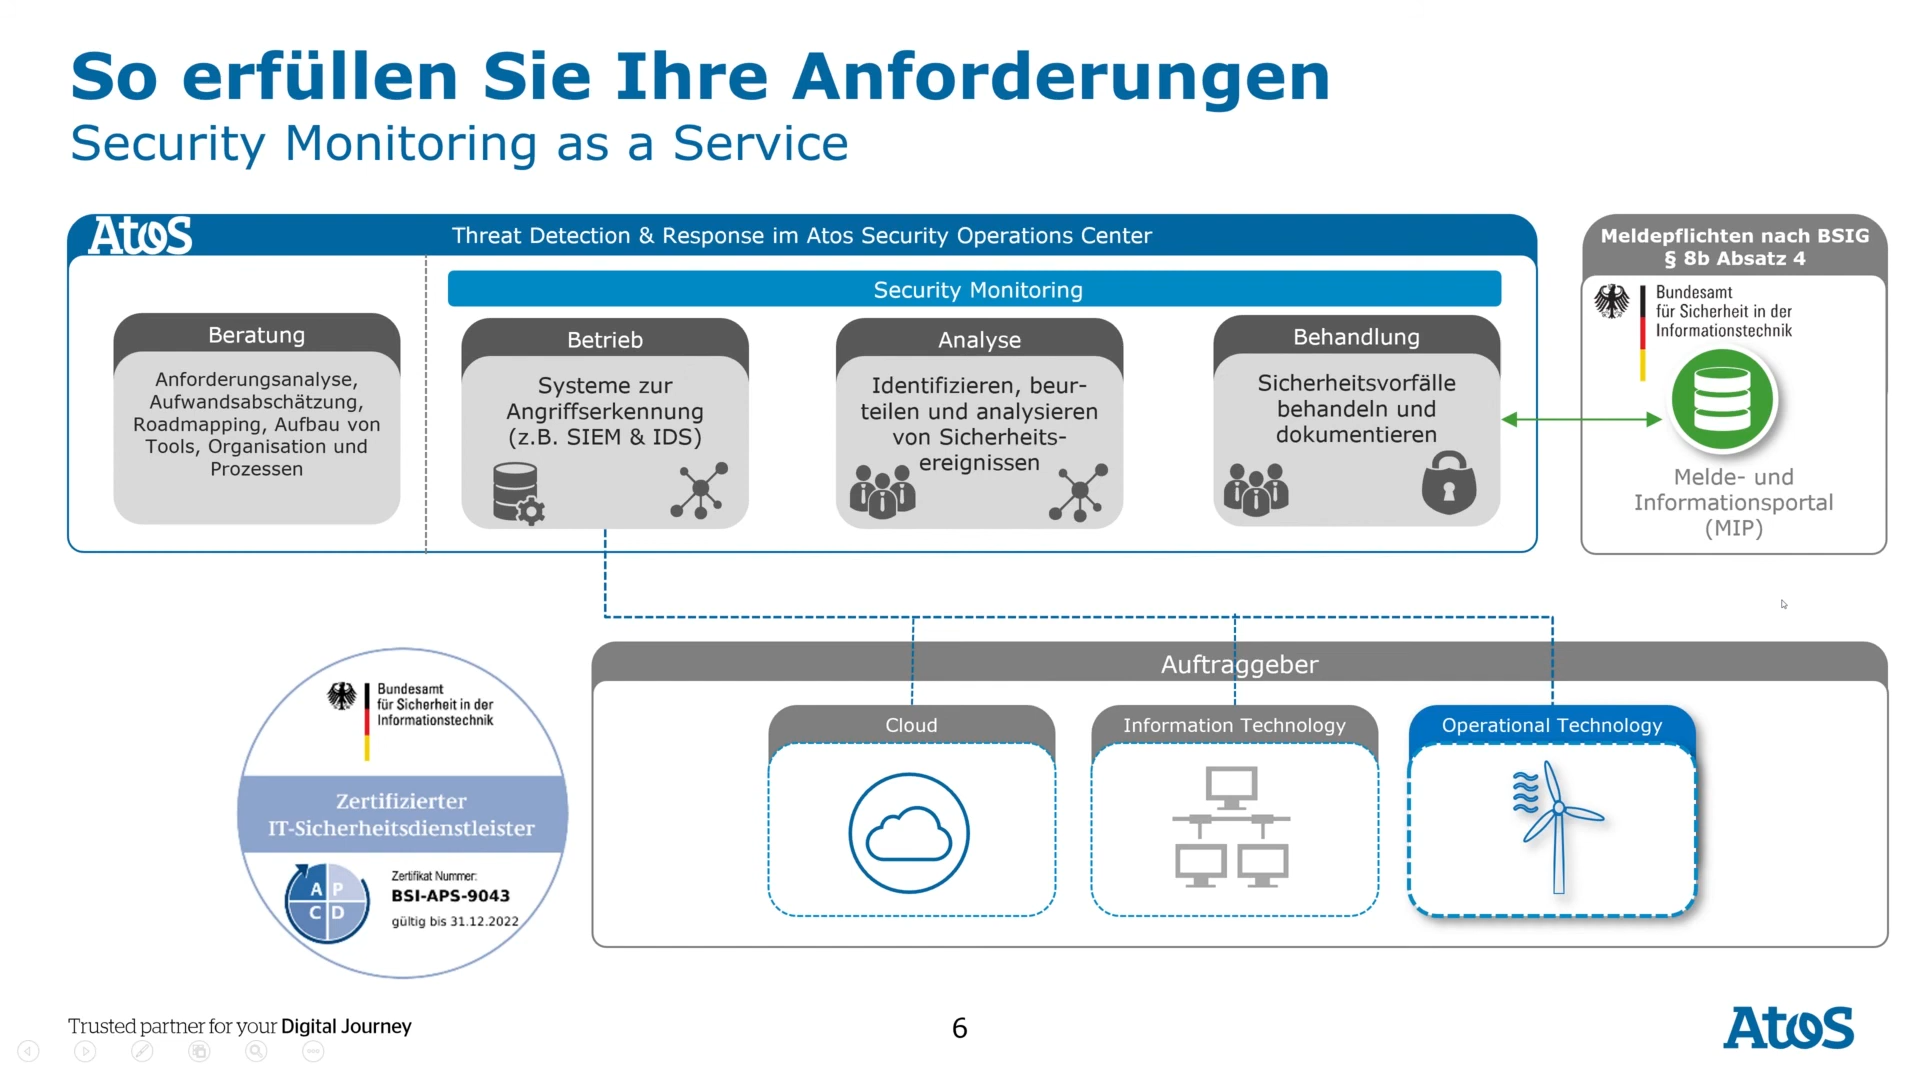 So erfüllen Sie Ihre Anforderungen
Security Monitoring as a Service
Atos
Threat Detection & Response im Atos Security Operations Center
Security Monitoring
Beratung
Anforderungsanalyse,
Aufwandsabschätzung,
Roadmapping, Aufbau von
Tools, Organisation und
Prozessen
Betrieb
Systeme zur
Angriffserkennung
(z.B. SIEM & IDS)
Analyse
Identifizieren, beur-
teilen und analysieren
von Sicherheits-
ereignissen
Behandlung
Sicherheitsvorfälle
behandeln und
dokumentieren
Meldepflichten nach BSIG
§ 8b Absatz 4
Bundesamt
für Sicherheit in der
Informationstechnik
Melde- und
Informationsportal
(MIP)
Bundesamt
für Sicherheit in der
Informationstechnik
Zertifizierter
IT-Sicherheitsdienstleister
A P
C D
Zertifikat Nummer:
BSI-APS-9043
gültig bis 31.12.2022
Auftraggeber
Cloud
Information Technology
Operational Technology
Trusted partner for your Digital Journey
6
Atos